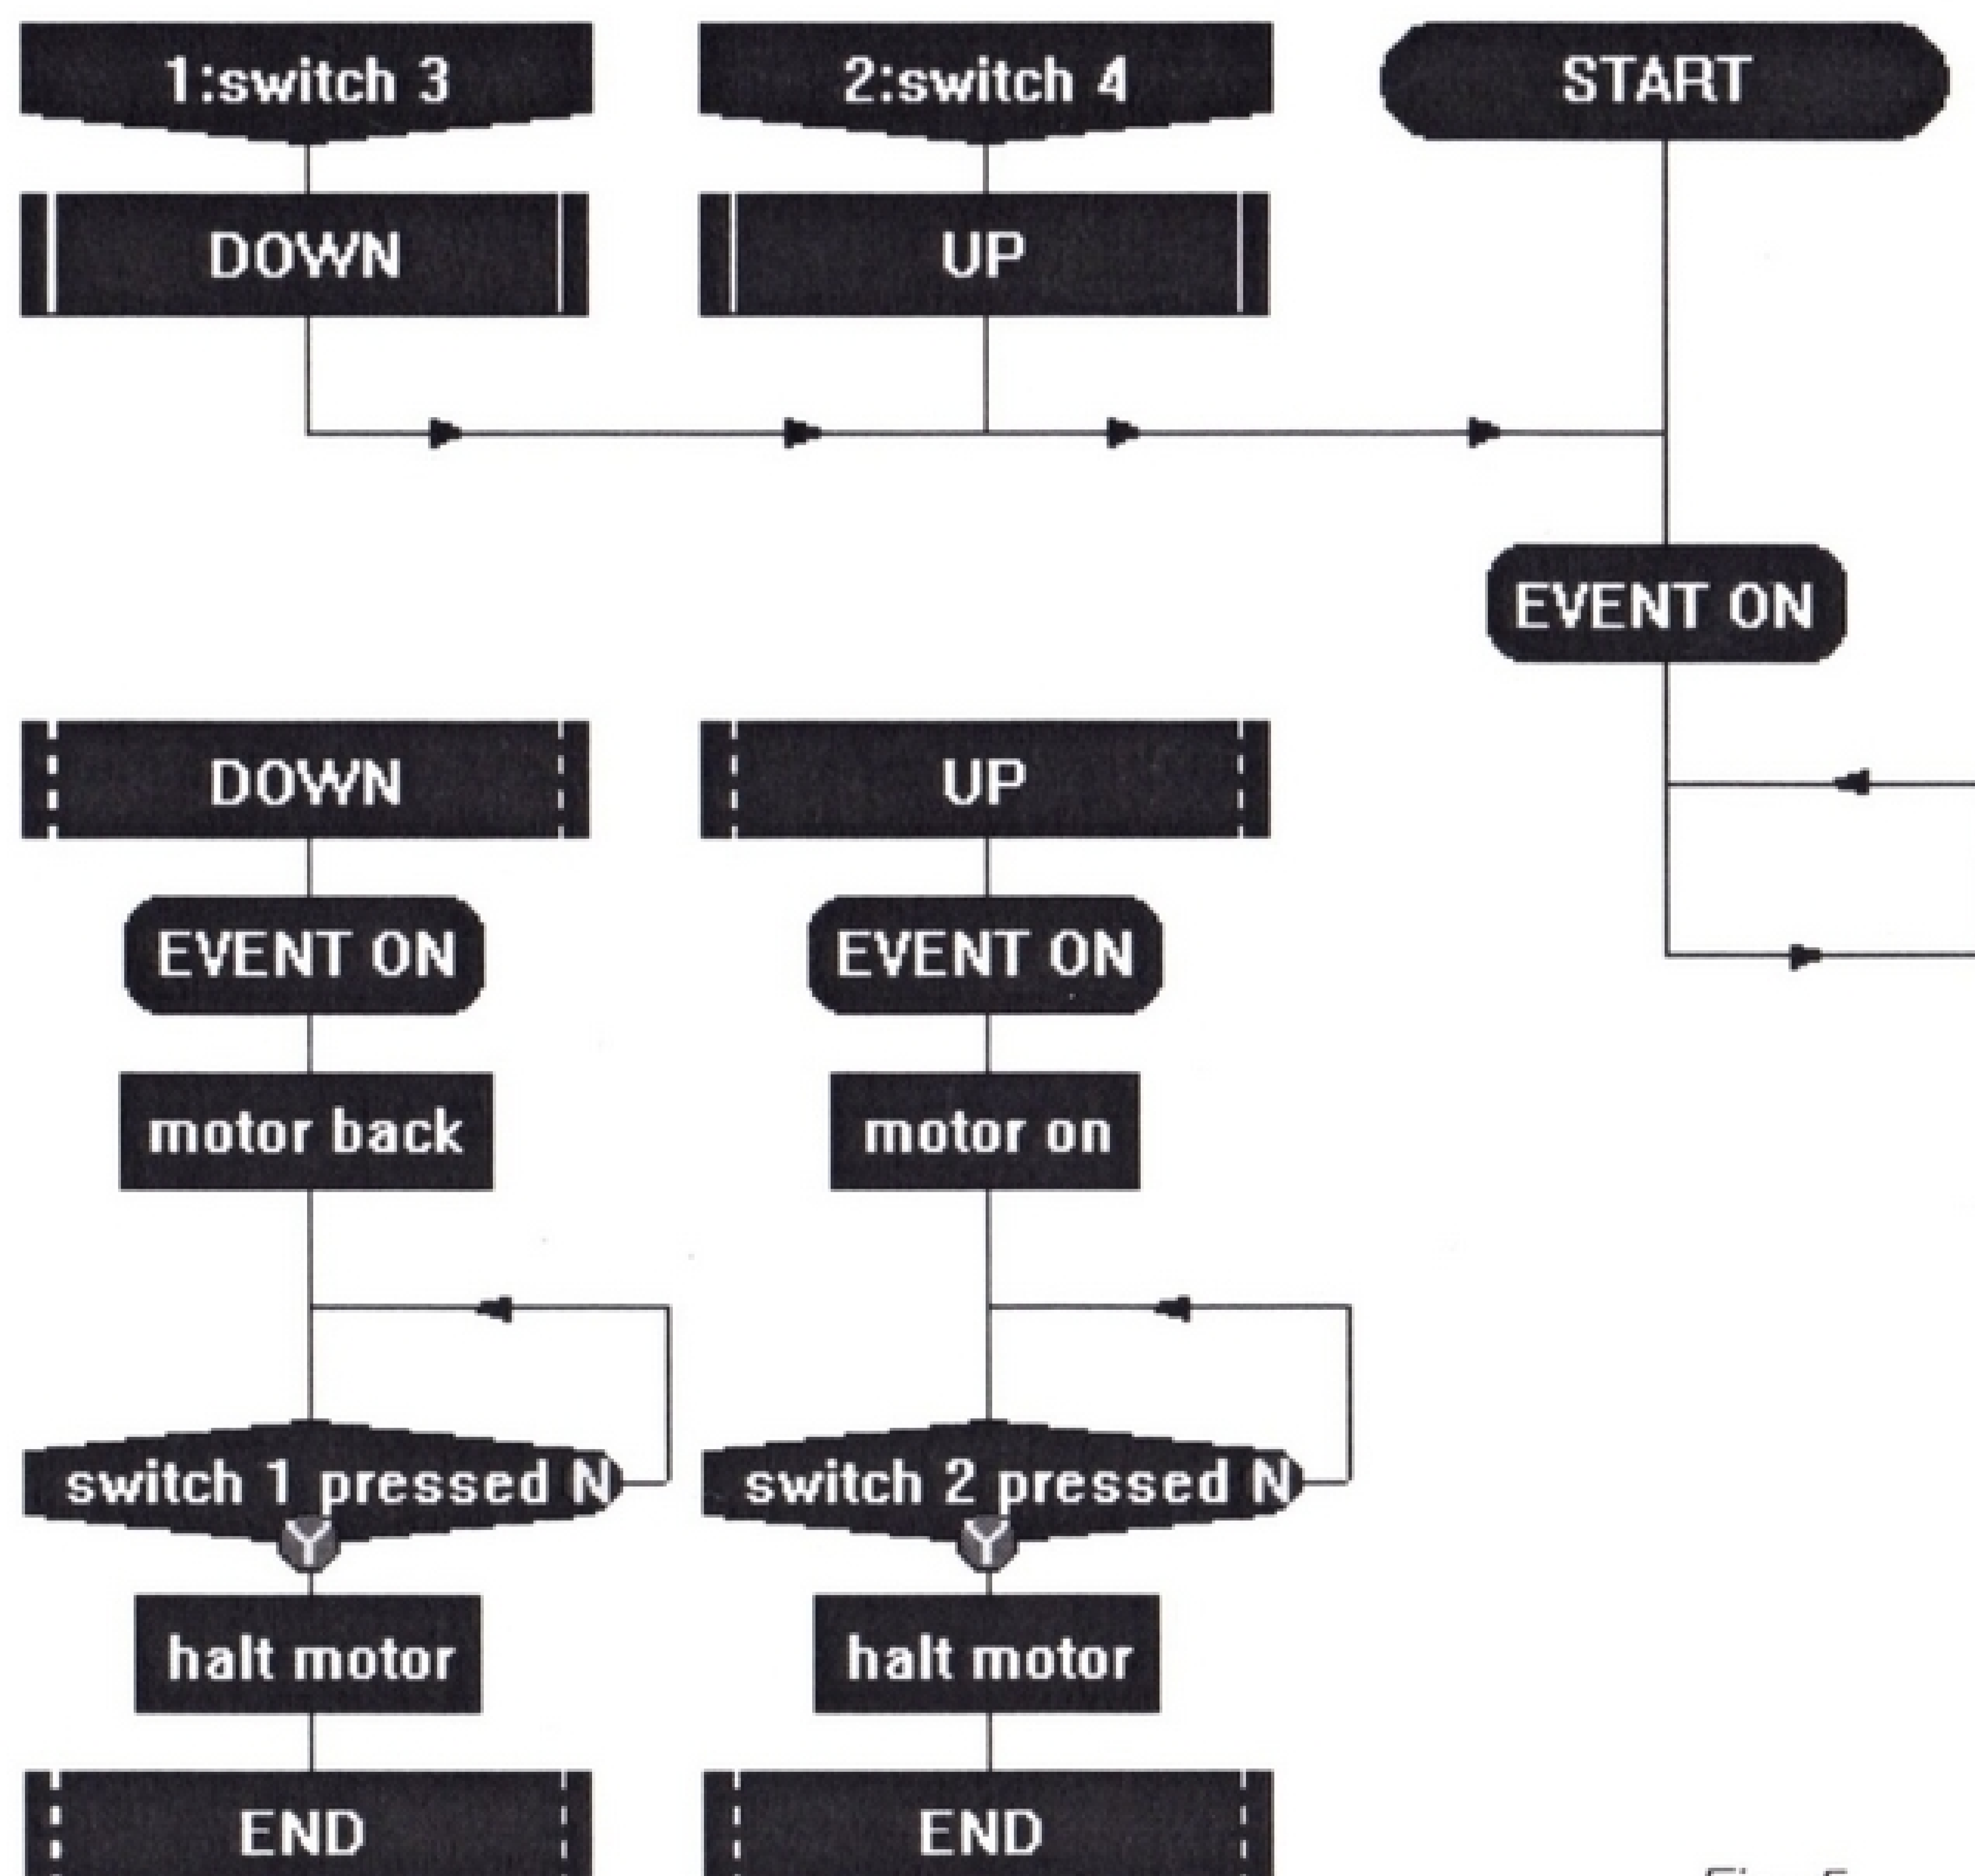 1:switch 3
2:switch 4
START
DOWN
UP
EVENT ON
DOWN
UP
EVENT ON
EVENT ON
motor back
motor on
switch 1 pressed N
switch 2 pressed N
Y
Y
halt motor
halt motor
END
END